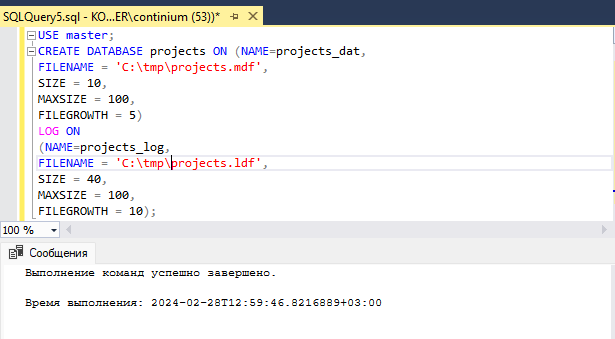 SQLQuery5.sql - KO...ER\continium (53))*
USE master;
CREATE DATABASE projects ON (NAME=projects_dat,
FILENAME = 'C:\tmp\projects.mdf',
SIZE = 10,
MAXSIZE = 100,
FILEGROWTH = 5)
LOG ON
(NAME=projects_log,
FILENAME = 'C:\tmp\projects.ldf',
SIZE = 40,
MAXSIZE = 100,
FILEGROWTH = 10);
100 %
Сообщения
Выполнение команд успешно завершено.
Время выполнения: 2024-02-28T12:59:46.8216889+03:00